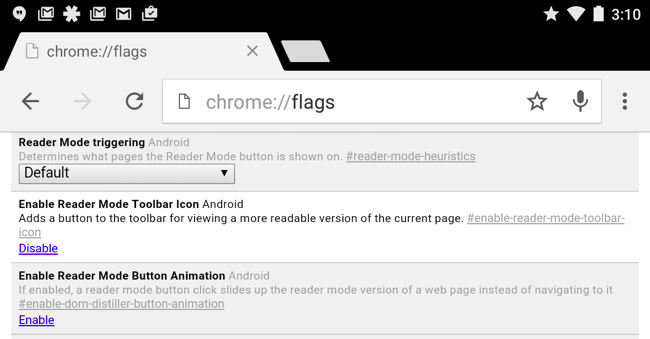 3:10
chrome://flags
chrome://flags
Reader Mode triggering Android
Determines what pages the Reader Mode button is shown on. #reader-mode-heuristics
Default
Enable Reader Mode Toolbar Icon Android
Adds a button to the toolbar for viewing a more readable version of the current page. #enable-reader-mode-toolbar-
icon
Disable
Enable Reader Mode Button Animation Android
If enabled, a reader mode button click slides up the reader mode version of a web page instead of navigating to it
#enable-dom-distiller-button-animation
Enable